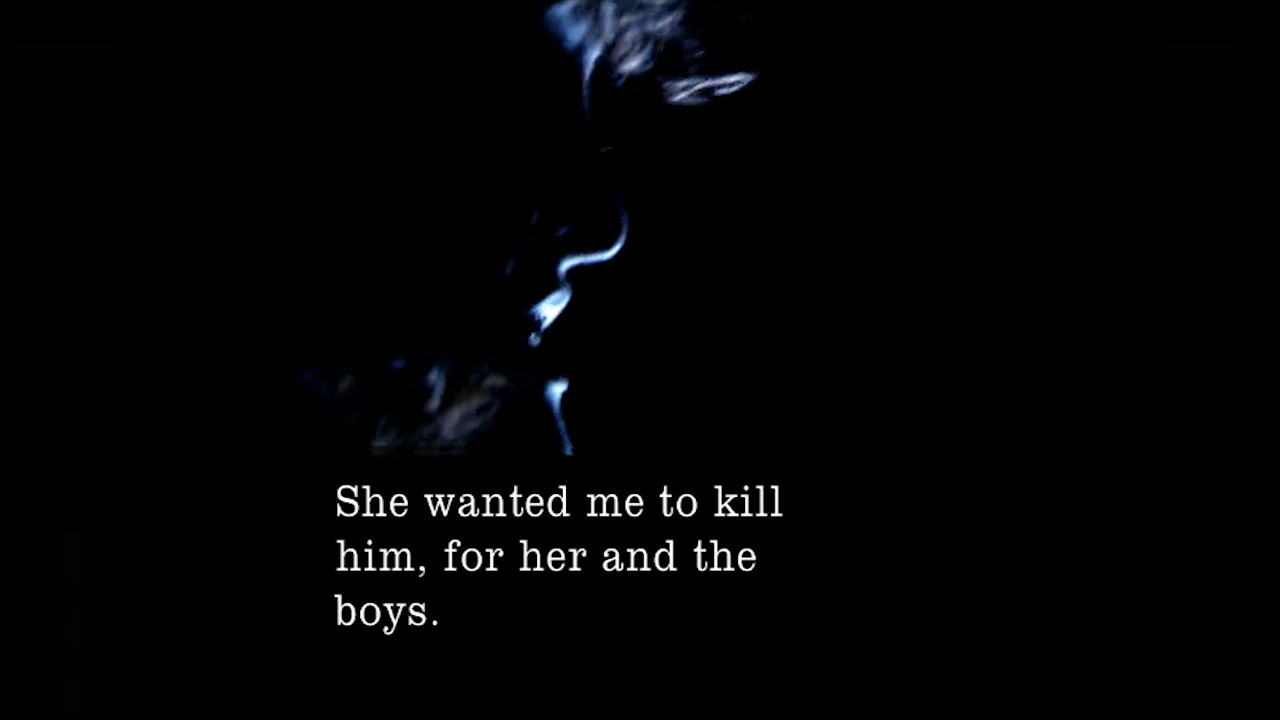 She wanted me to kill
him, for her and the
boys.